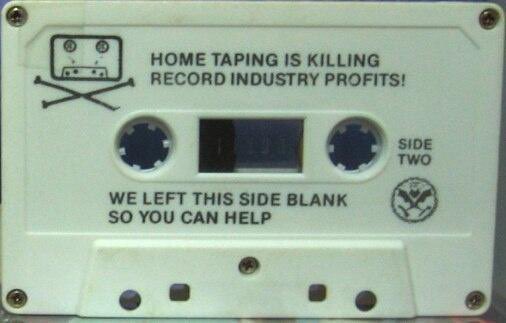 HOME TAPING IS KILLING
RECORD INDUSTRY PROFITS!
SIDE
TWO
WE LEFT THIS SIDE BLANK
SO YOU CAN HELP